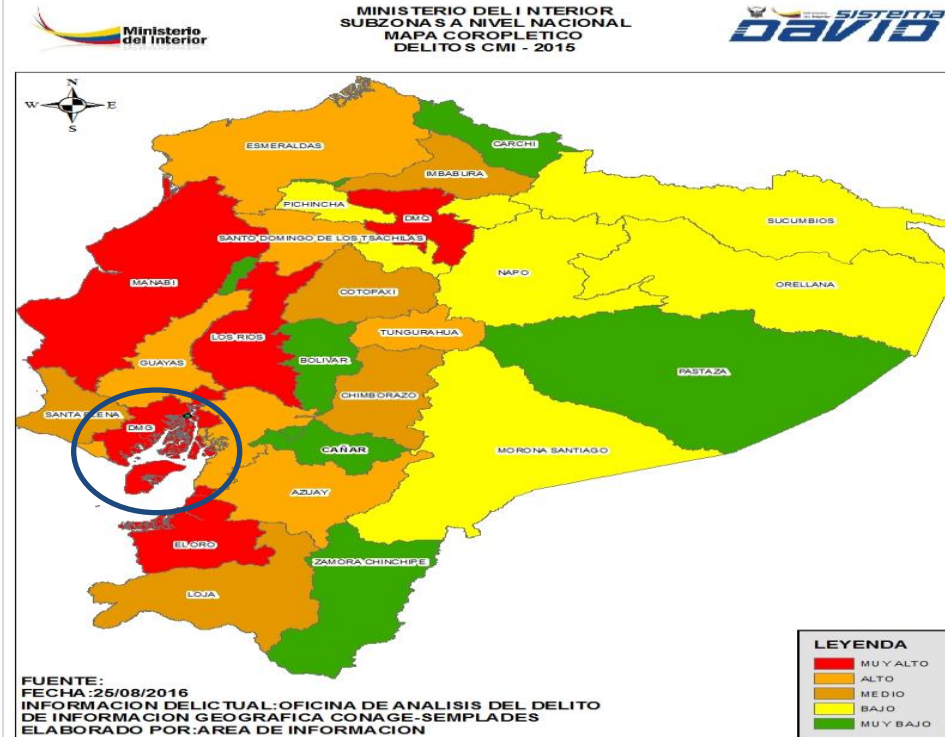 Ministerio
del Interior
MINISTERIO DEL I NTERIOR
SUBZONAS A NIVEL NACIONAL
MAPA COROPLETICO
DELITOS CMI - 2015
SISTEMA
DAVID
N
W
E
S
ESMERALDAS
CARCHI
IMBABURA
PICHINCHA
DMQ
SUCUMBIOS
SANTO DOMINGO DE LOS TSACHILAS
NAPO
MANABI
COTOPAXI
ORELLANA
LOS RIOS
TUNGURAHUA
GUAYAS
BOLIVAR
PASTAZA
CHIMBORAZO
SANTA ELENA
DMG
CAÑAR
MORONA SANTIAGO
AZUAY
EL ORO
ZAMORA CHINCHIPE
LOJA
LEYENDA
MUY ALTO
ALTO
MEDIO
BAJO
MUY BAJO
FUENTE:
FECHA:25/08/2016
INFORMACION DELICTUAL:OFICINA DE ANALISIS DEL DELITO
DE INFORMACION GEOGRAFICA CONAGE-SEMPLADES
ELABORADO POR:AREA DE INFORMACION